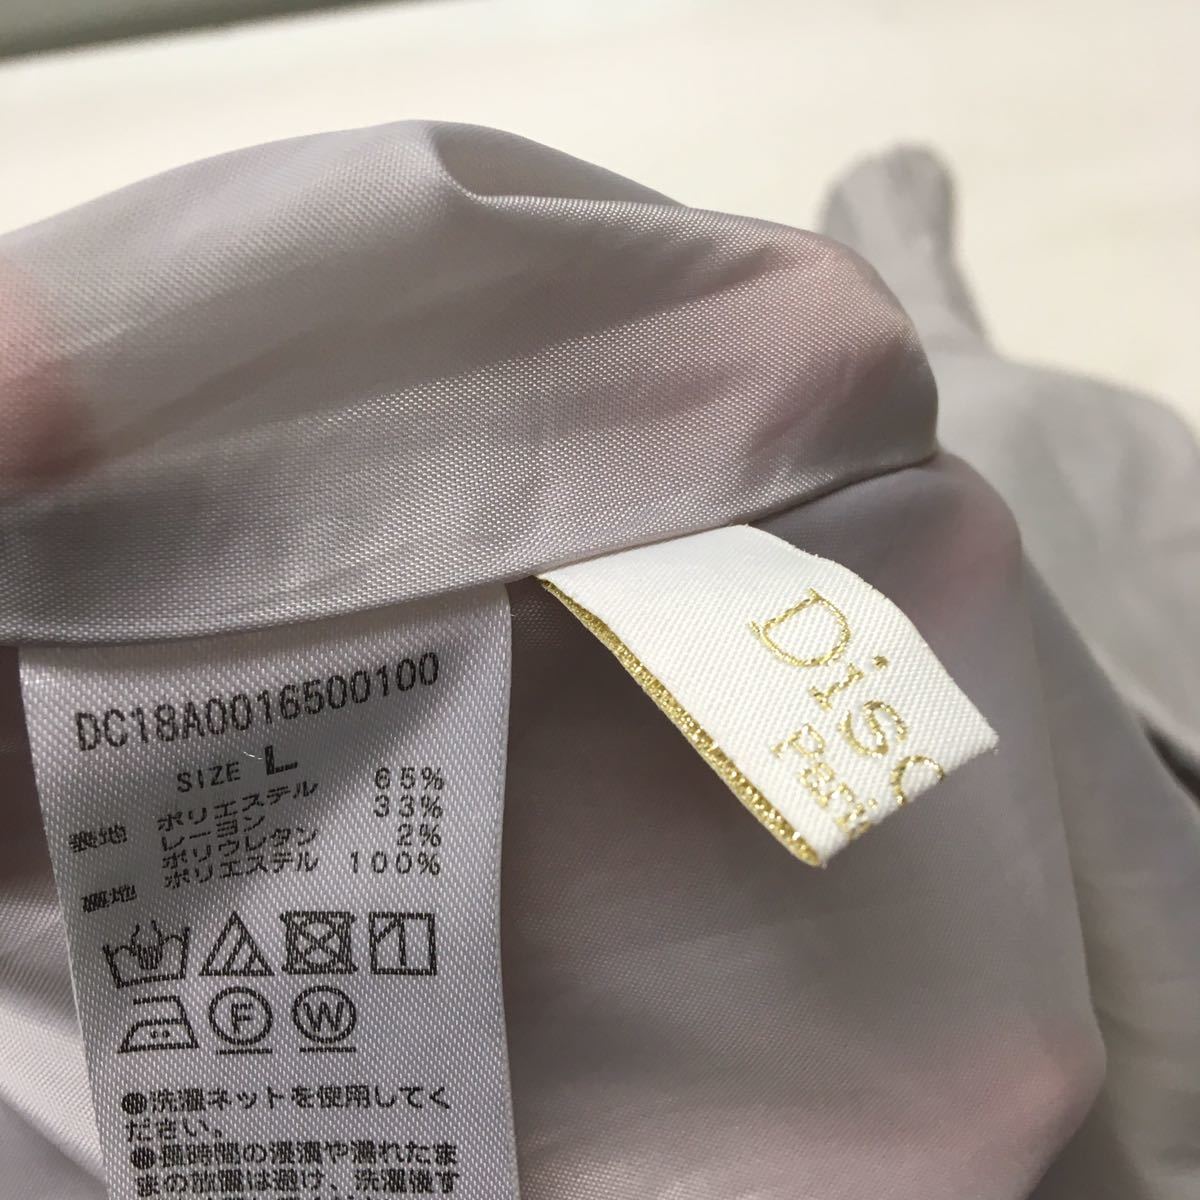 DC18A0016500100
SIZE L
表地 ポリエステル 65%
レーヨン 33%
ポリウレタン 2%
裏地 ポリエステル 100%
F W
●洗濯ネットを使用してく
ださい。
●長時間の浸漬や濡れたま
まの放置は避け、洗濯後す
Disc